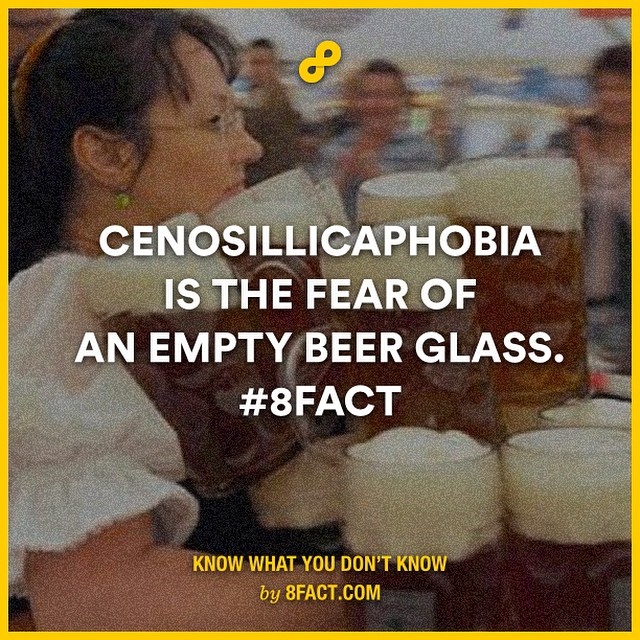 CENOSILLICAPHOBIA
IS THE FEAR OF
AN EMPTY BEER GLASS.
#8FACT
KNOW WHAT YOU DON'T KNOW
by 8FACT.COM